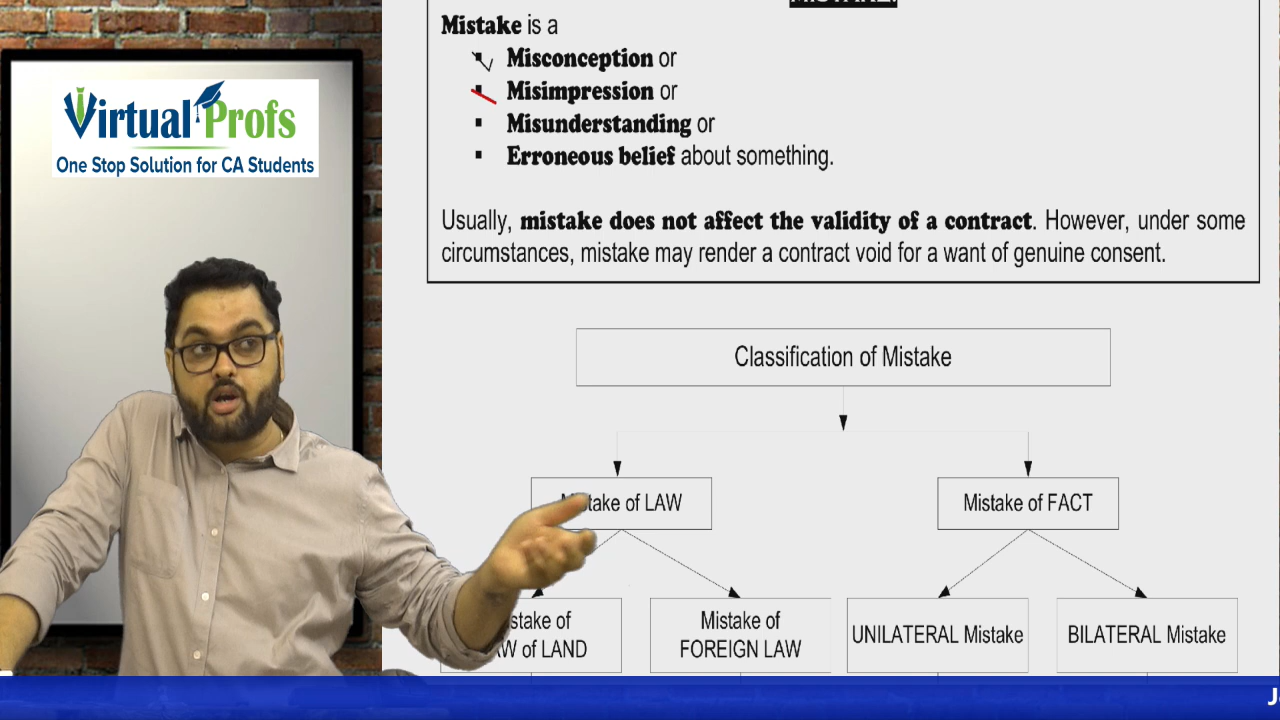 Virtual Profs
One Stop Solution for CA Students
Mistake is a
Misconception or
Misimpression or
Misunderstanding or
Erroneous belief about something.
Usually, mistake does not affect the validity of a contract. However, under some
circumstances, mistake may render a contract void for a want of genuine consent.
Classification of Mistake
Mistake of LAW
Mistake of FACT
of
of LAND
Mistake of
FOREIGN LAW
UNILATERAL Mistake
BILATERAL Mistake